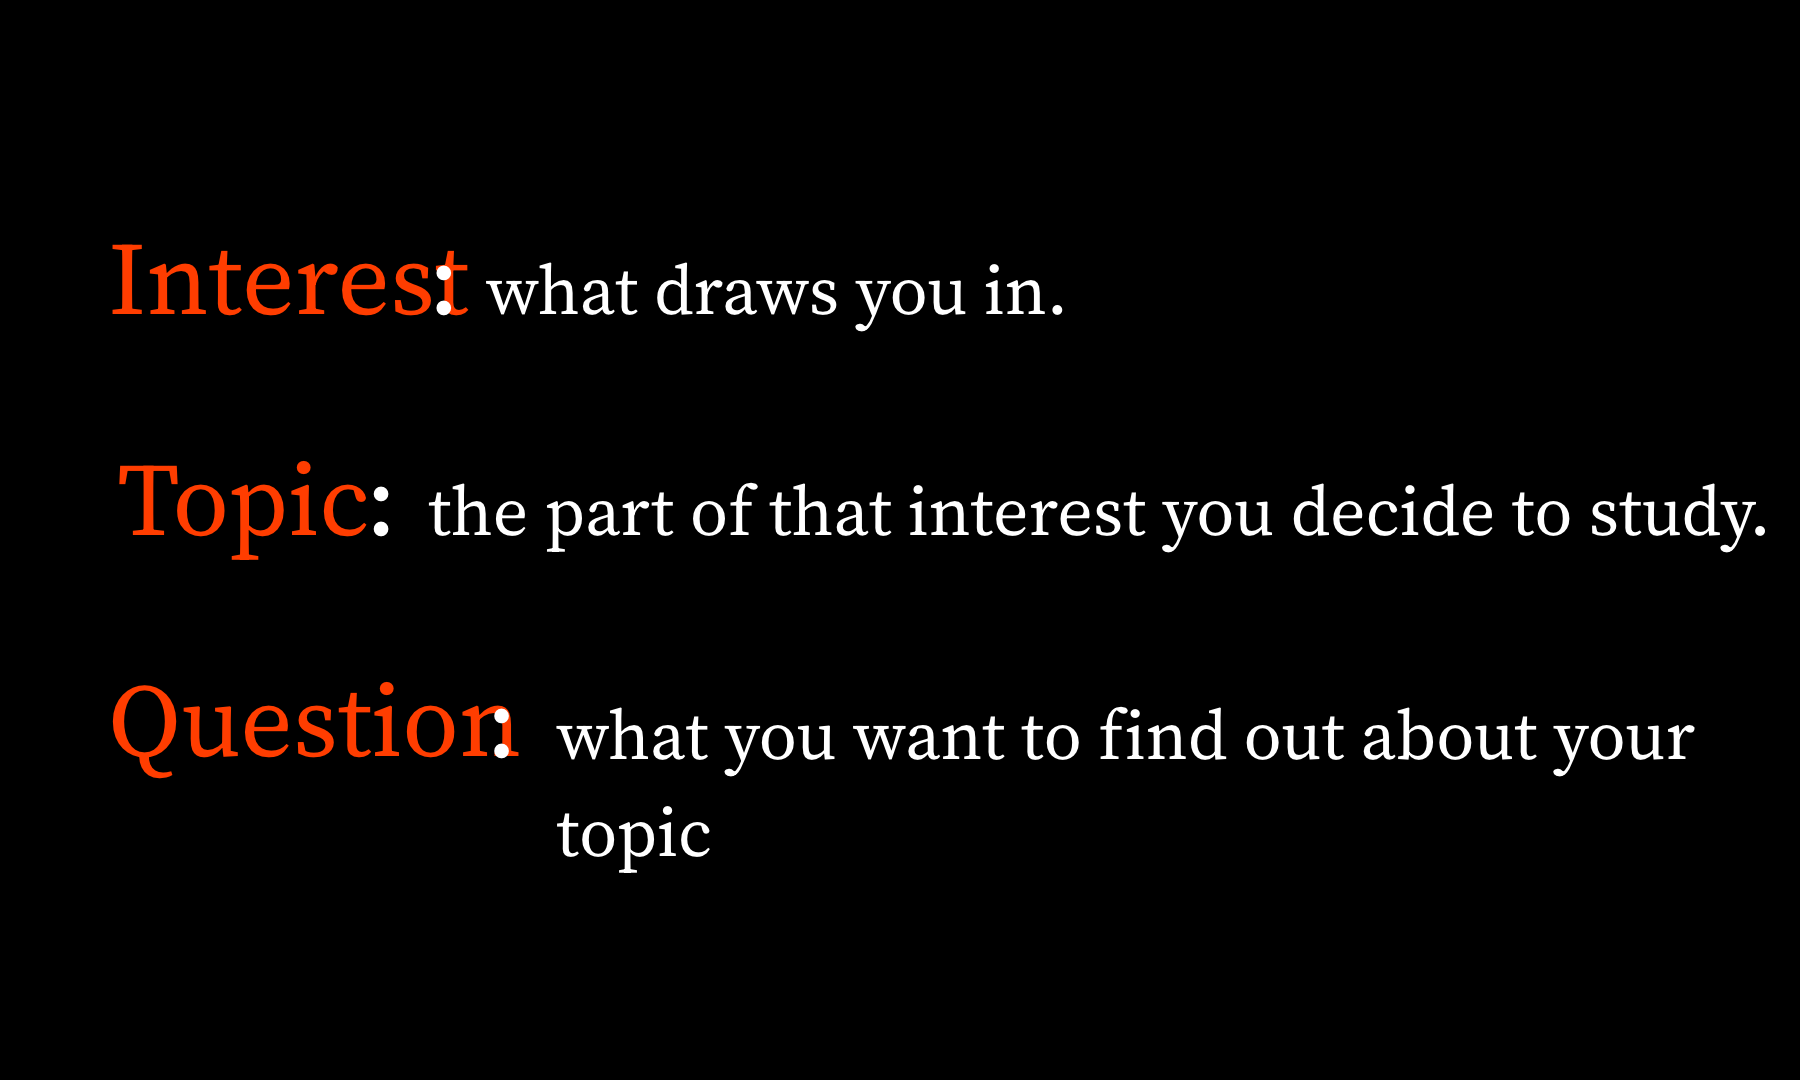 Interest: what draws you in.
Topic: the part of that interest you decide to study.
Question: what you want to find out about your
topic